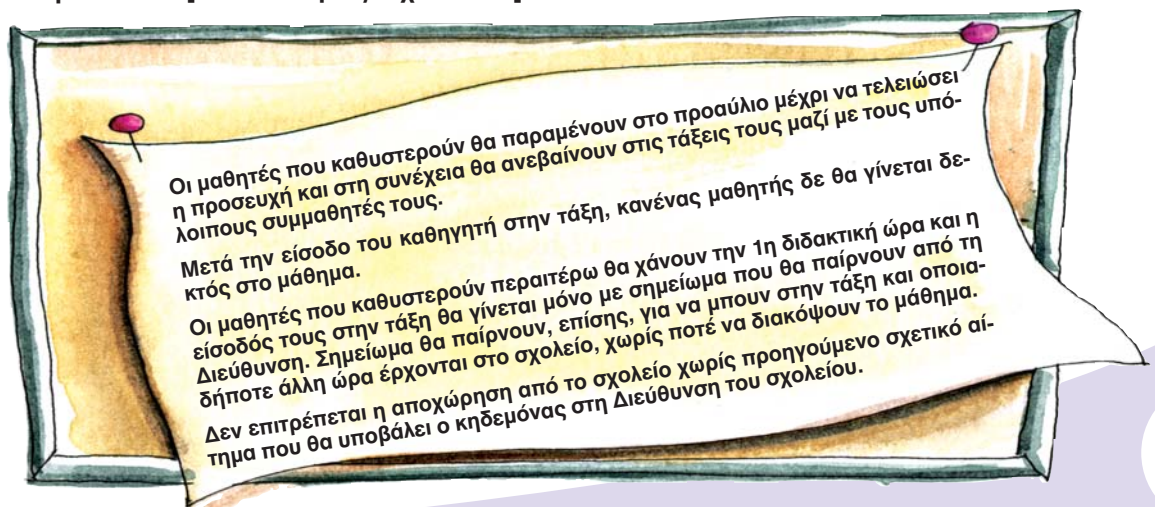 Οι μαθητές που καθυστερούν θα παραμένουν στο προαύλιο μέχρι να τελειώσει
η προσευχή και στη συνέχεια θα ανεβαίνουν στις τάξεις τους μαζί με τους υπό-
λοιπους συμμαθητές τους.
Μετά την είσοδο του καθηγητή στην τάξη, κανένας μαθητής δε θα γίνεται δε-
κτός στο μάθημα.
Οι μαθητές που καθυστερούν περαιτέρω θα χάνουν την 1η διδακτική ώρα και η
είσοδός τους στην τάξη θα γίνεται μόνο με σημείωμα που θα παίρνουν από τη
Διεύθυνση. Σημείωμα θα παίρνουν, επίσης, για να μπουν στην τάξη και οποια-
δήποτε άλλη ώρα έρχονται στο σχολείο, χωρίς ποτέ να διακόψουν το μάθημα.
Δεν επιτρέπεται η αποχώρηση από το σχολείο χωρίς προηγούμενο σχετικό αί-
τημα που θα υποβάλει ο κηδεμόνας στη Διεύθυνση του σχολείου.